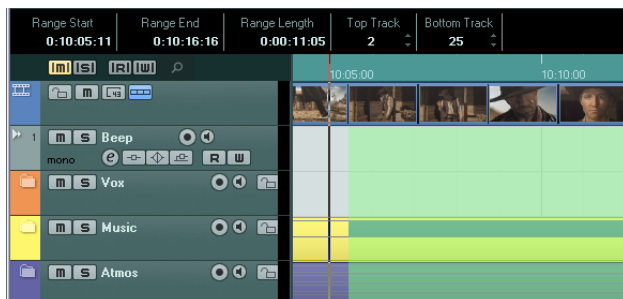 Range Start Range End Range Length Top Track Bottom Track
0:10:05:11 0:10:16:16 0:00:11:05 2 25
m S R W
10:05:00 10:10:00
m 43
1 m S Beep
mono e R W
m S Vox
m S Music
m S Atmos